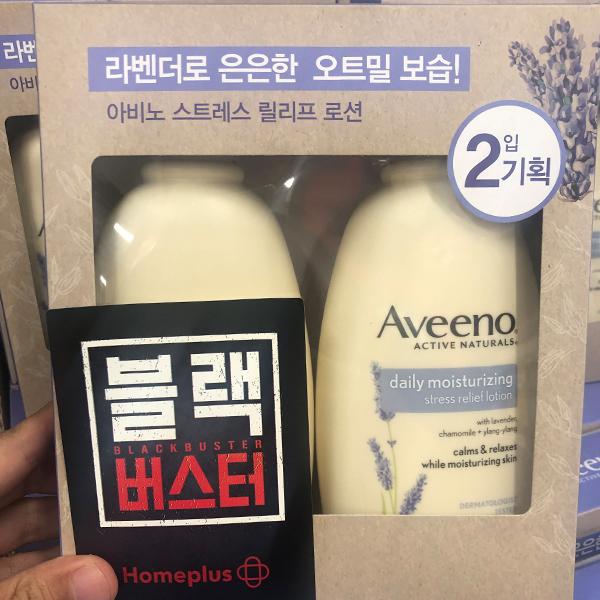 라벤더로 은은한 오트밀 보습!
아비노 스트레스 릴리프 로션
2입
기획
Aveeno
ACTIVE NATURALS
daily moisturizing
stress relief lotion
with lavender,
chamomile + ylang-ylang
calms & relaxes
while moisturizing skin
DERMATOLOGIST
블랙
BLACKBUSTER
버스터
Homeplus